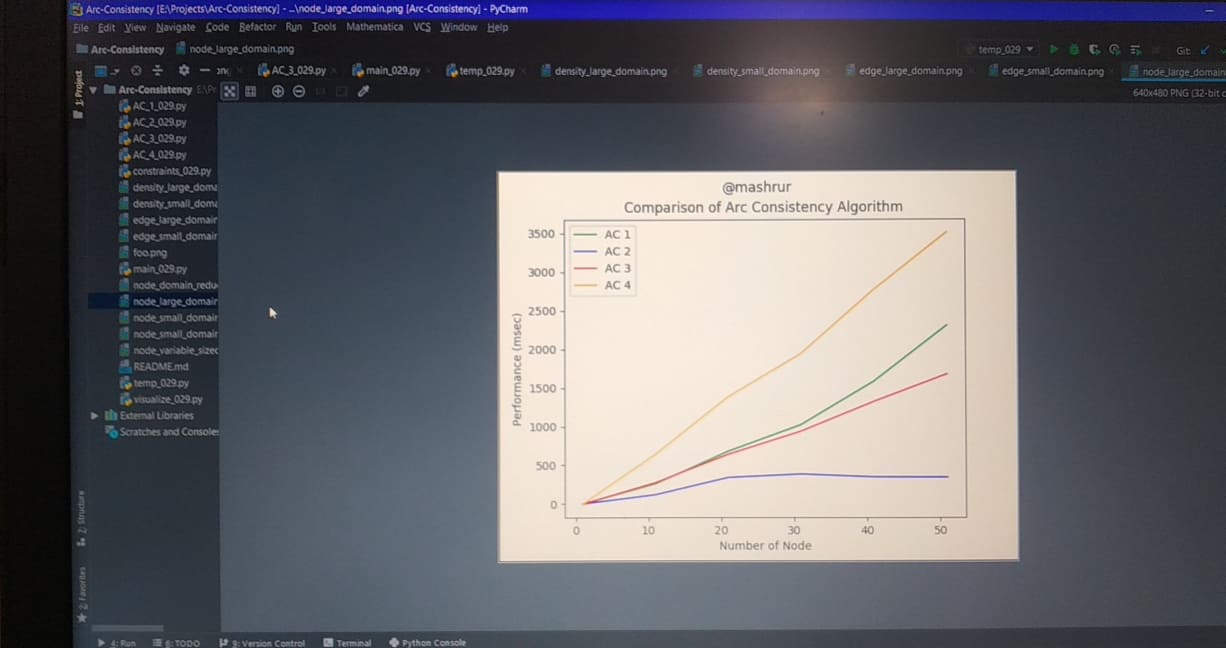 Arc-Consistency [E:\Projects\Arc-Consistency] - ...\node_large_domain.png [Arc-Consistency] - PyCharm
File Edit View Navigate Code Refactor Run Tools Mathematica VCS Window Help
Arc-Consistency node_large_domain.png temp_029 Git:
AC_3_029.py main_029.py temp_029.py density_large_domain.png density_small_domain.png edge_large_domain.png edge_small_domain.png node_large_domain
1: Project
Arc-Consistency
640x480 PNG (32-bit
AC_1_029.py
AC_2_029.py
AC_3_029.py
AC_4_029.py
constraints_029.py
density_large_doma
density_small_doma
edge_large_domain
edge_small_domair
foo.png
main_029.py
node_domain_redu
node_large_domain
node_small_domair
node_small_domair
node_variable_sized
README.md
temp_029.py
visualize_029.py
External Libraries
Scratches and Consoles
@mashrur
Comparison of Arc Consistency Algorithm
AC 1
AC 2
AC 3
AC 4
Performance (msec)
3500
3000
2500
2000
1500
1000
500
0
0 10 20 30 40 50
Number of Node
Z: Structure
2: Favorites
4: Run 6: TODO 9: Version Control Terminal Python Console